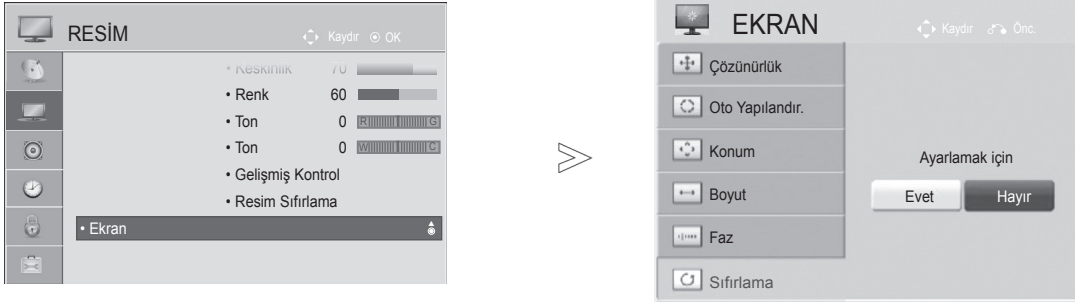 RESİM
Kaydır OK
• Keskinlik 70
• Renk 60
• Ton 0 R G
• Ton 0 W C
• Gelişmiş Kontrol
• Resim Sıfırlama
• Ekran
EKRAN
Kaydır Önc.
Çözünürlük
Oto Yapılandır.
Konum
Boyut
Faz
Sıfırlama
Ayarlamak için
Evet Hayır